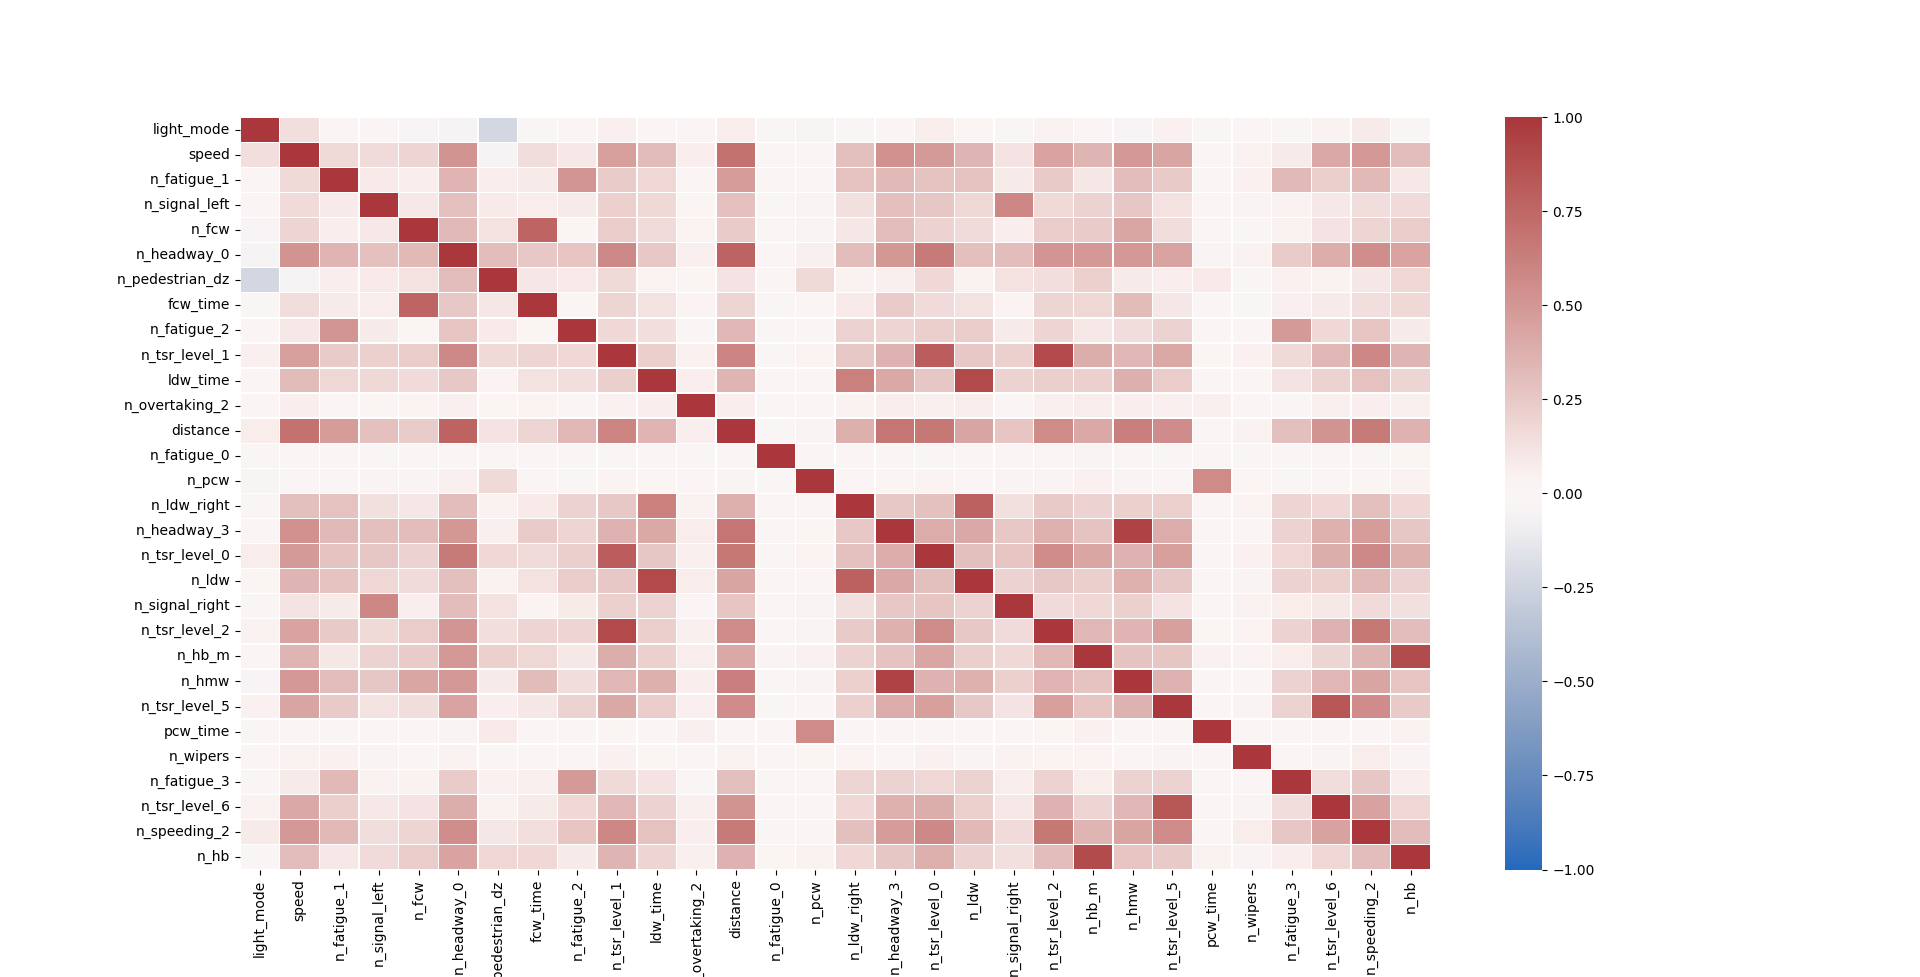 light_mode
speed
n_fatigue_1
n_signal_left
n_fcw
n_headway_0
n_pedestrian_dz
fcw_time
n_fatigue_2
n_tsr_level_1
ldw_time
n_overtaking_2
distance
n_fatigue_0
n_pcw
n_ldw_right
n_headway_3
n_tsr_level_0
n_ldw
n_signal_right
n_tsr_level_2
n_hb_m
n_hmw
n_tsr_level_5
pcw_time
n_wipers
n_fatigue_3
n_tsr_level_6
n_speeding_2
n_hb
light_mode
speed
n_fatigue_1
n_signal_left
n_fcw
n_headway_0
pedestrian_dz
fcw_time
n_fatigue_2
n_tsr_level_1
ldw_time
_overtaking_2
distance
n_fatigue_0
n_pcw
n_ldw_right
n_headway_3
n_tsr_level_0
n_ldw
n_signal_right
n_tsr_level_2
n_hb_m
n_hmw
n_tsr_level_5
pcw_time
n_wipers
n_fatigue_3
n_tsr_level_6
n_speeding_2
n_hb
1.00
0.75
0.50
0.25
0.00
−0.25
−0.50
−0.75
−1.00